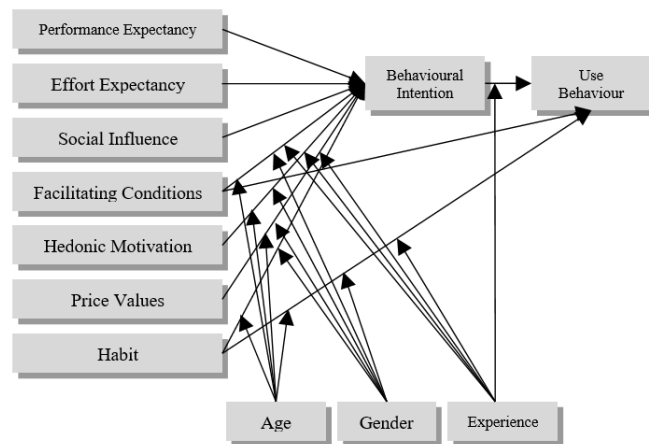 Performance Expectancy
Effort Expectancy
Social Influence
Facilitating Conditions
Hedonic Motivation
Price Values
Habit
Behavioural
Intention
Use
Behaviour
Age
Gender
Experience